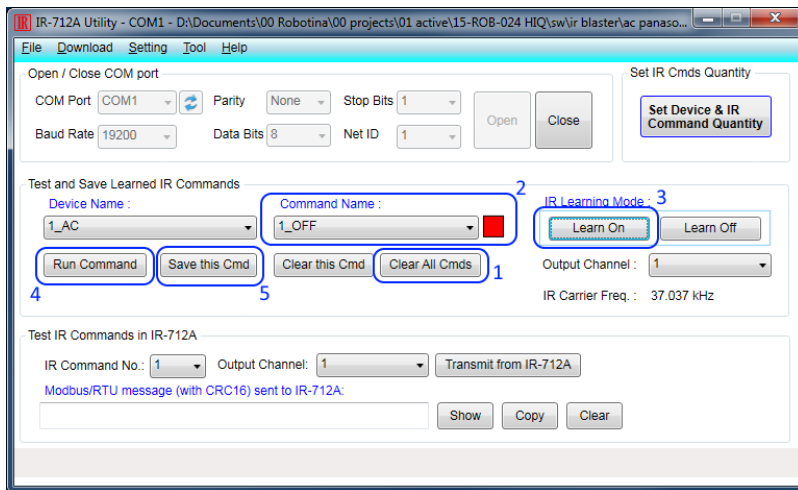 IR IR-712A Utility - COM1 - D:\Documents\00 Robotina\00 projects\01 active\15-ROB-024 HIQ\sw\ir blaster\ac panaso...
File Download Setting Tool Help
Open / Close COM port
Set IR Cmds Quantity
COM Port COM1 Parity None Stop Bits 1
Open Close
Set Device & IR
Command Quantity
Baud Rate 19200 Data Bits 8 Net ID 1
Test and Save Learned IR Commands
2
Device Name : Command Name : IR Learning Mode : 3
1_AC 1_OFF Learn On Learn Off
Run Command Save this Cmd Clear this Cmd Clear All Cmds 1 Output Channel : 1
4 5 IR Carrier Freq. : 37.037 kHz
Test IR Commands in IR-712A
IR Command No.: 1 Output Channel: 1 Transmit from IR-712A
Modbus/RTU message (with CRC16) sent to IR-712A:
Show Copy Clear